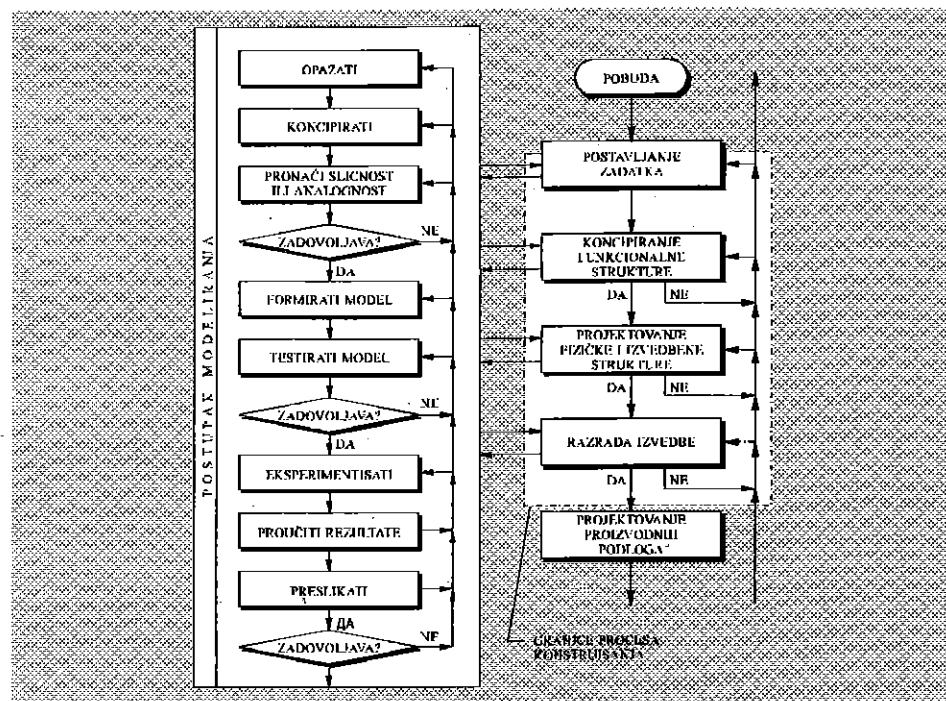 POSTUPAK MODELIRANJA
OPAZATI
KONCIPIRATI
PRONAĆI SLICNOST
ILI ANALOGNOST
ZADOVOLJAVA?
NE
DA
FORMIRATI MODEL
TESTIRATI MODEL
ZADOVOLJAVA?
NE
DA
EKSPERIMENTISATI
PROUČITI REZULTATE
PRESLIKATI
ДА
ZADOVOLJAVA?
NE
POBUDA
POSTAVLJANJE
ZADATKA
KONCIPIRANJE
FUNKCIONALNE
STRUKTURE
DA
NE
PROJEKTOVANJE
FIZIČKE I IZVEDBENE
STRUKTURE
DA
NE
RAZRADA IZVEDBE
DA
NE
PROJEKTOVANJE
PROIZVODNIH
PODLOGA
GRANICE PROCESA
KONSTRUISANJA